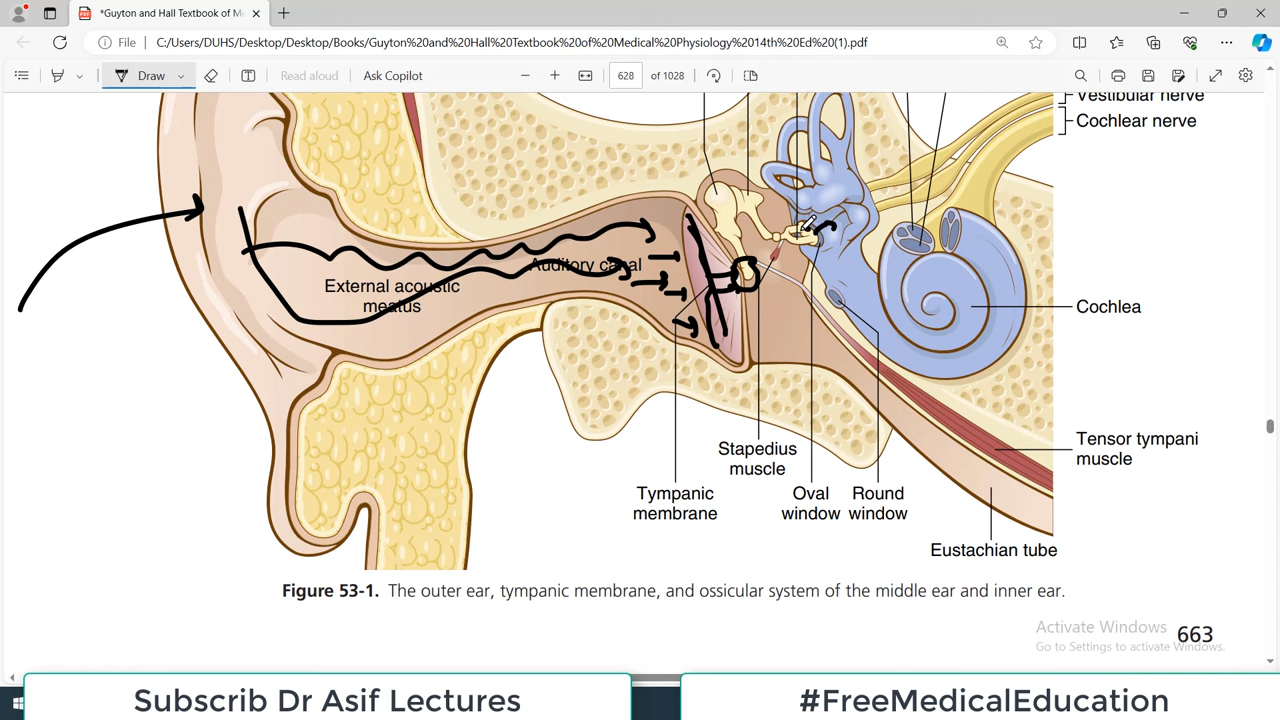 *Guyton and Hall Textbook of Me
File
C:/Users/DUHS/Desktop/Desktop/Books/Guyton%20and%20Hall%20Textbook%20of%20Medical%20Physiology%2014th%20Ed%20(1).pdf
Draw
Read aloud
Ask Copilot
628 of 1028
Vestibular nerve
Cochlear nerve
Auditory canal
External acoustic
meatus
Cochlea
Tensor tympani
muscle
Stapedius
muscle
Tympanic
membrane
Oval
window
Round
window
Eustachian tube
Figure 53-1. The outer ear, tympanic membrane, and ossicular system of the middle ear and inner ear.
Activate Windows
Go to Settings to activate Windows.
663
Subscrib Dr Asif Lectures
#FreeMedicalEducation